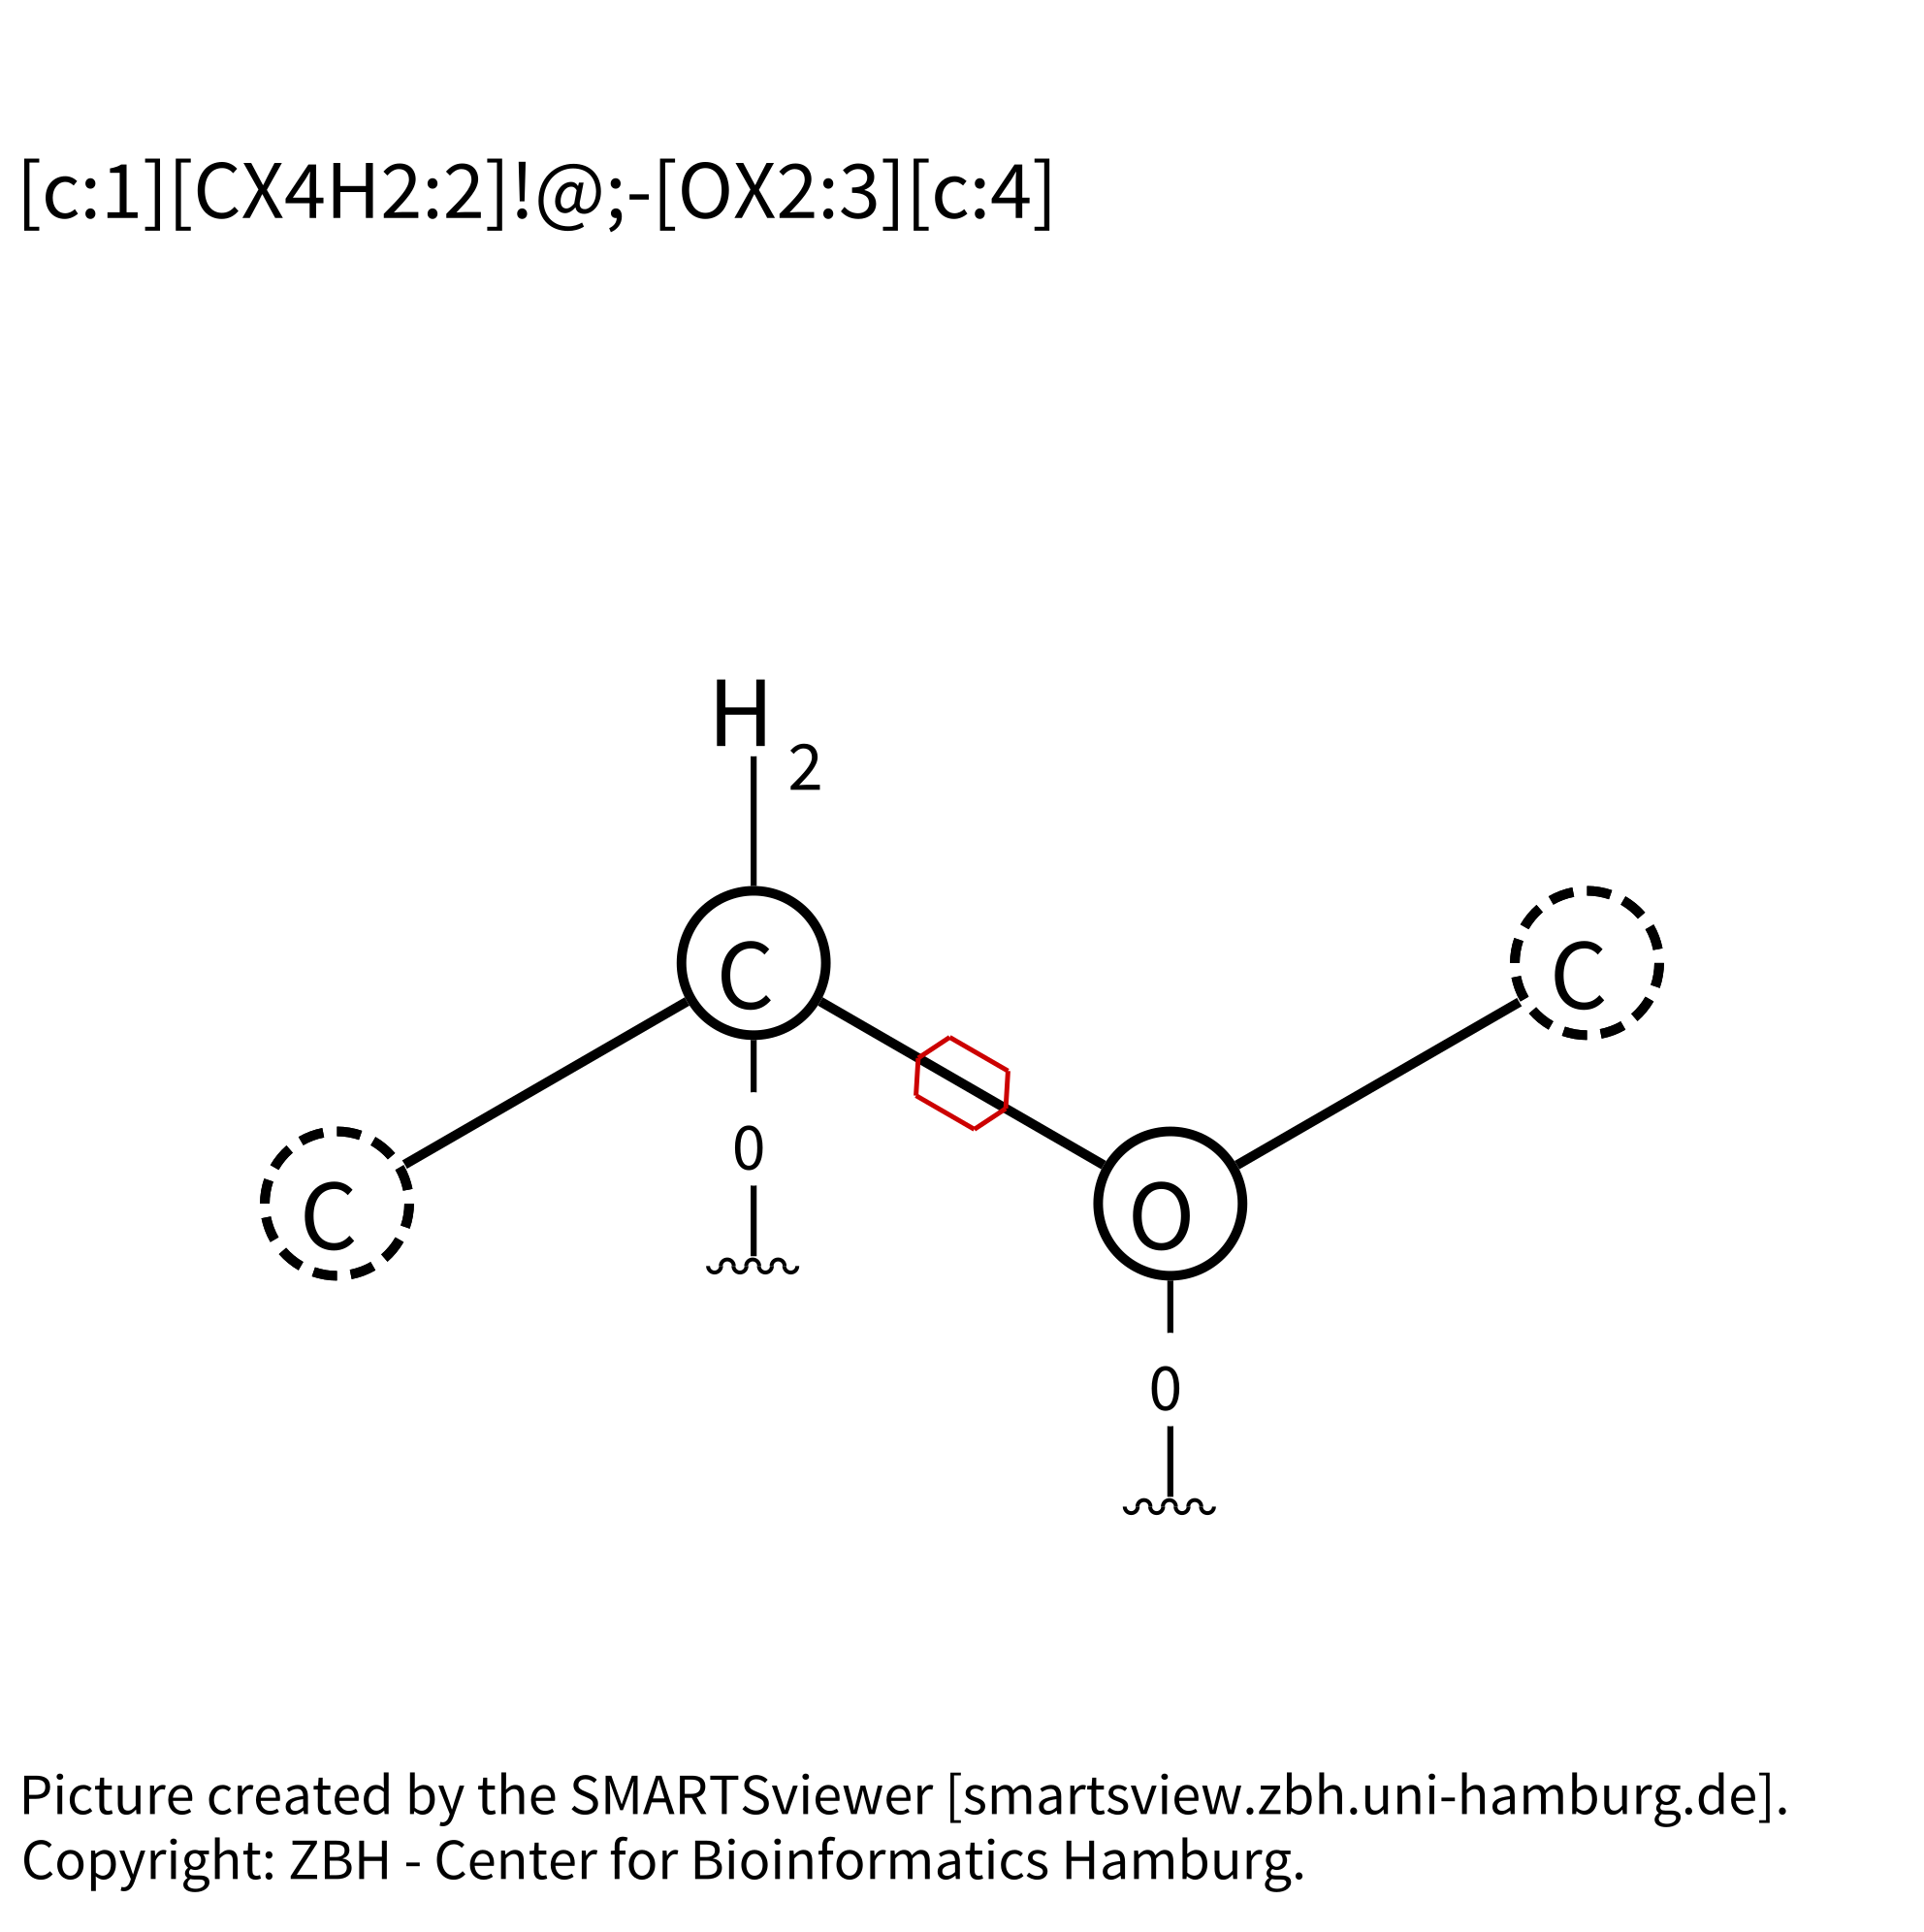 [c:1][CX4H2:2]!@;-[OX2:3][c:4]
H
2
C
C
0
C
O
0
Picture created by the SMARTSviewer [smartsview.zbh.uni-hamburg.de].
Copyright: ZBH - Center for Bioinformatics Hamburg.